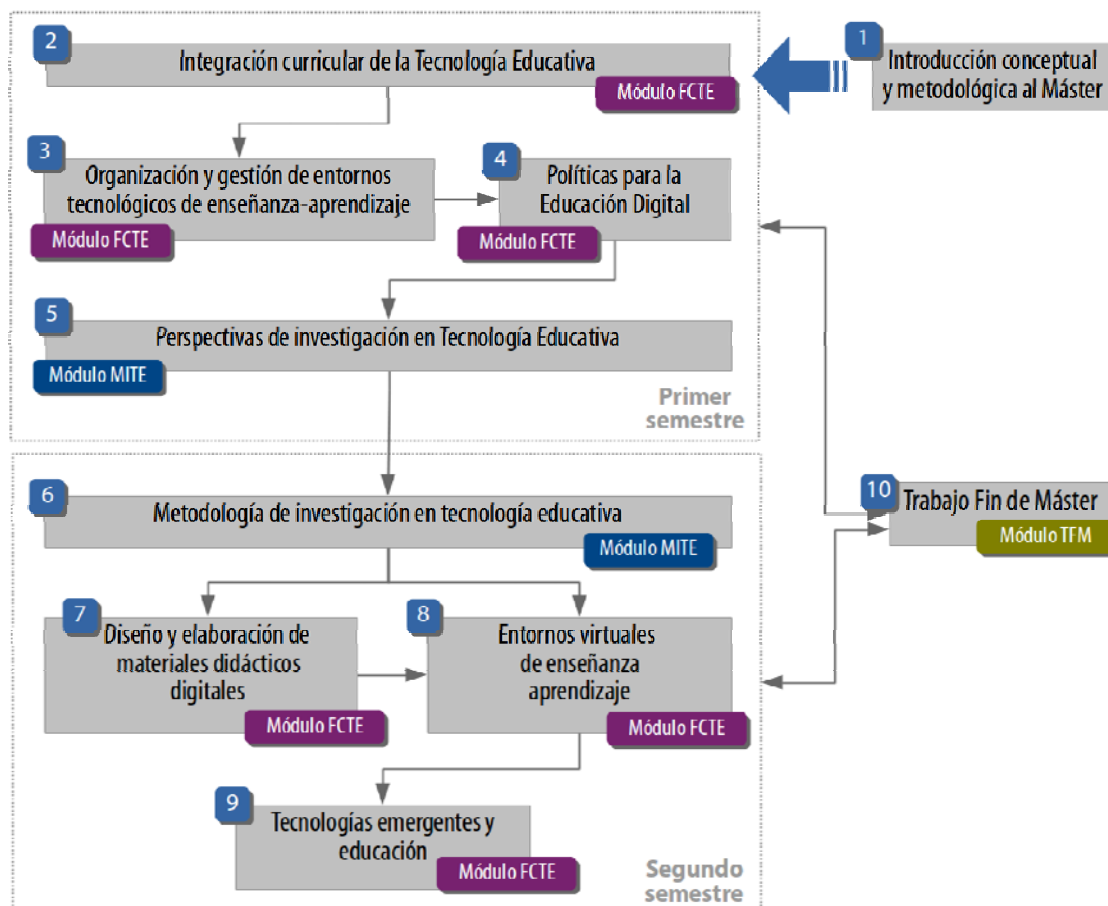 1
Introducción conceptual
y metodológica al Máster
2
Integración curricular de la Tecnología Educativa
Módulo FCTE
3
Organización y gestión de entornos
tecnológicos de enseñanza-aprendizaje
Módulo FCTE
4
Políticas para la
Educación Digital
Módulo FCTE
5
Perspectivas de investigación en Tecnología Educativa
Módulo MITE
Primer
semestre
6
Metodología de investigación en tecnología educativa
Módulo MITE
7
Diseño y elaboración de
materiales didácticos
digitales
Módulo FCTE
8
Entornos virtuales
de enseñanza
aprendizaje
Módulo FCTE
9
Tecnologías emergentes y
educación
Módulo FCTE
Segundo
semestre
10
Trabajo Fin de Máster
Módulo TFM